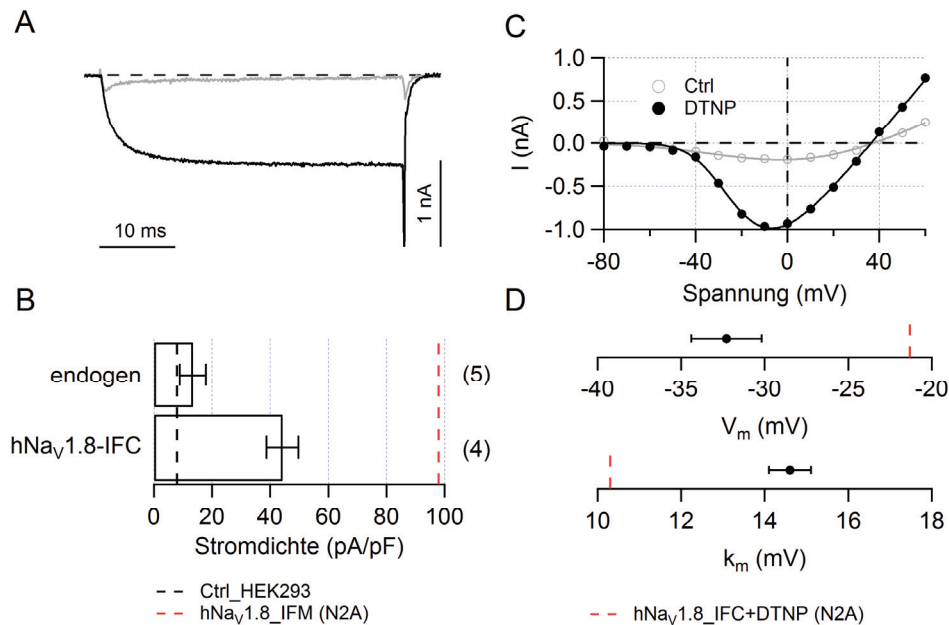 A
10 ms
1 nA
B
endogen
(5)
hNaV1.8-IFC
(4)
0 20 40 60 80 100
Stromdichte (pA/pF)
Ctrl_HEK293
hNaV1.8_IFM (N2A)
C
1.0
0.5
0.0
-0.5
-1.0
I (nA)
Ctrl
DTNP
-80 -40 0 40
Spannung (mV)
D
-40 -35 -30 -25 -20
Vm (mV)
10 12 14 16 18
km (mV)
hNaV1.8_IFC+DTNP (N2A)